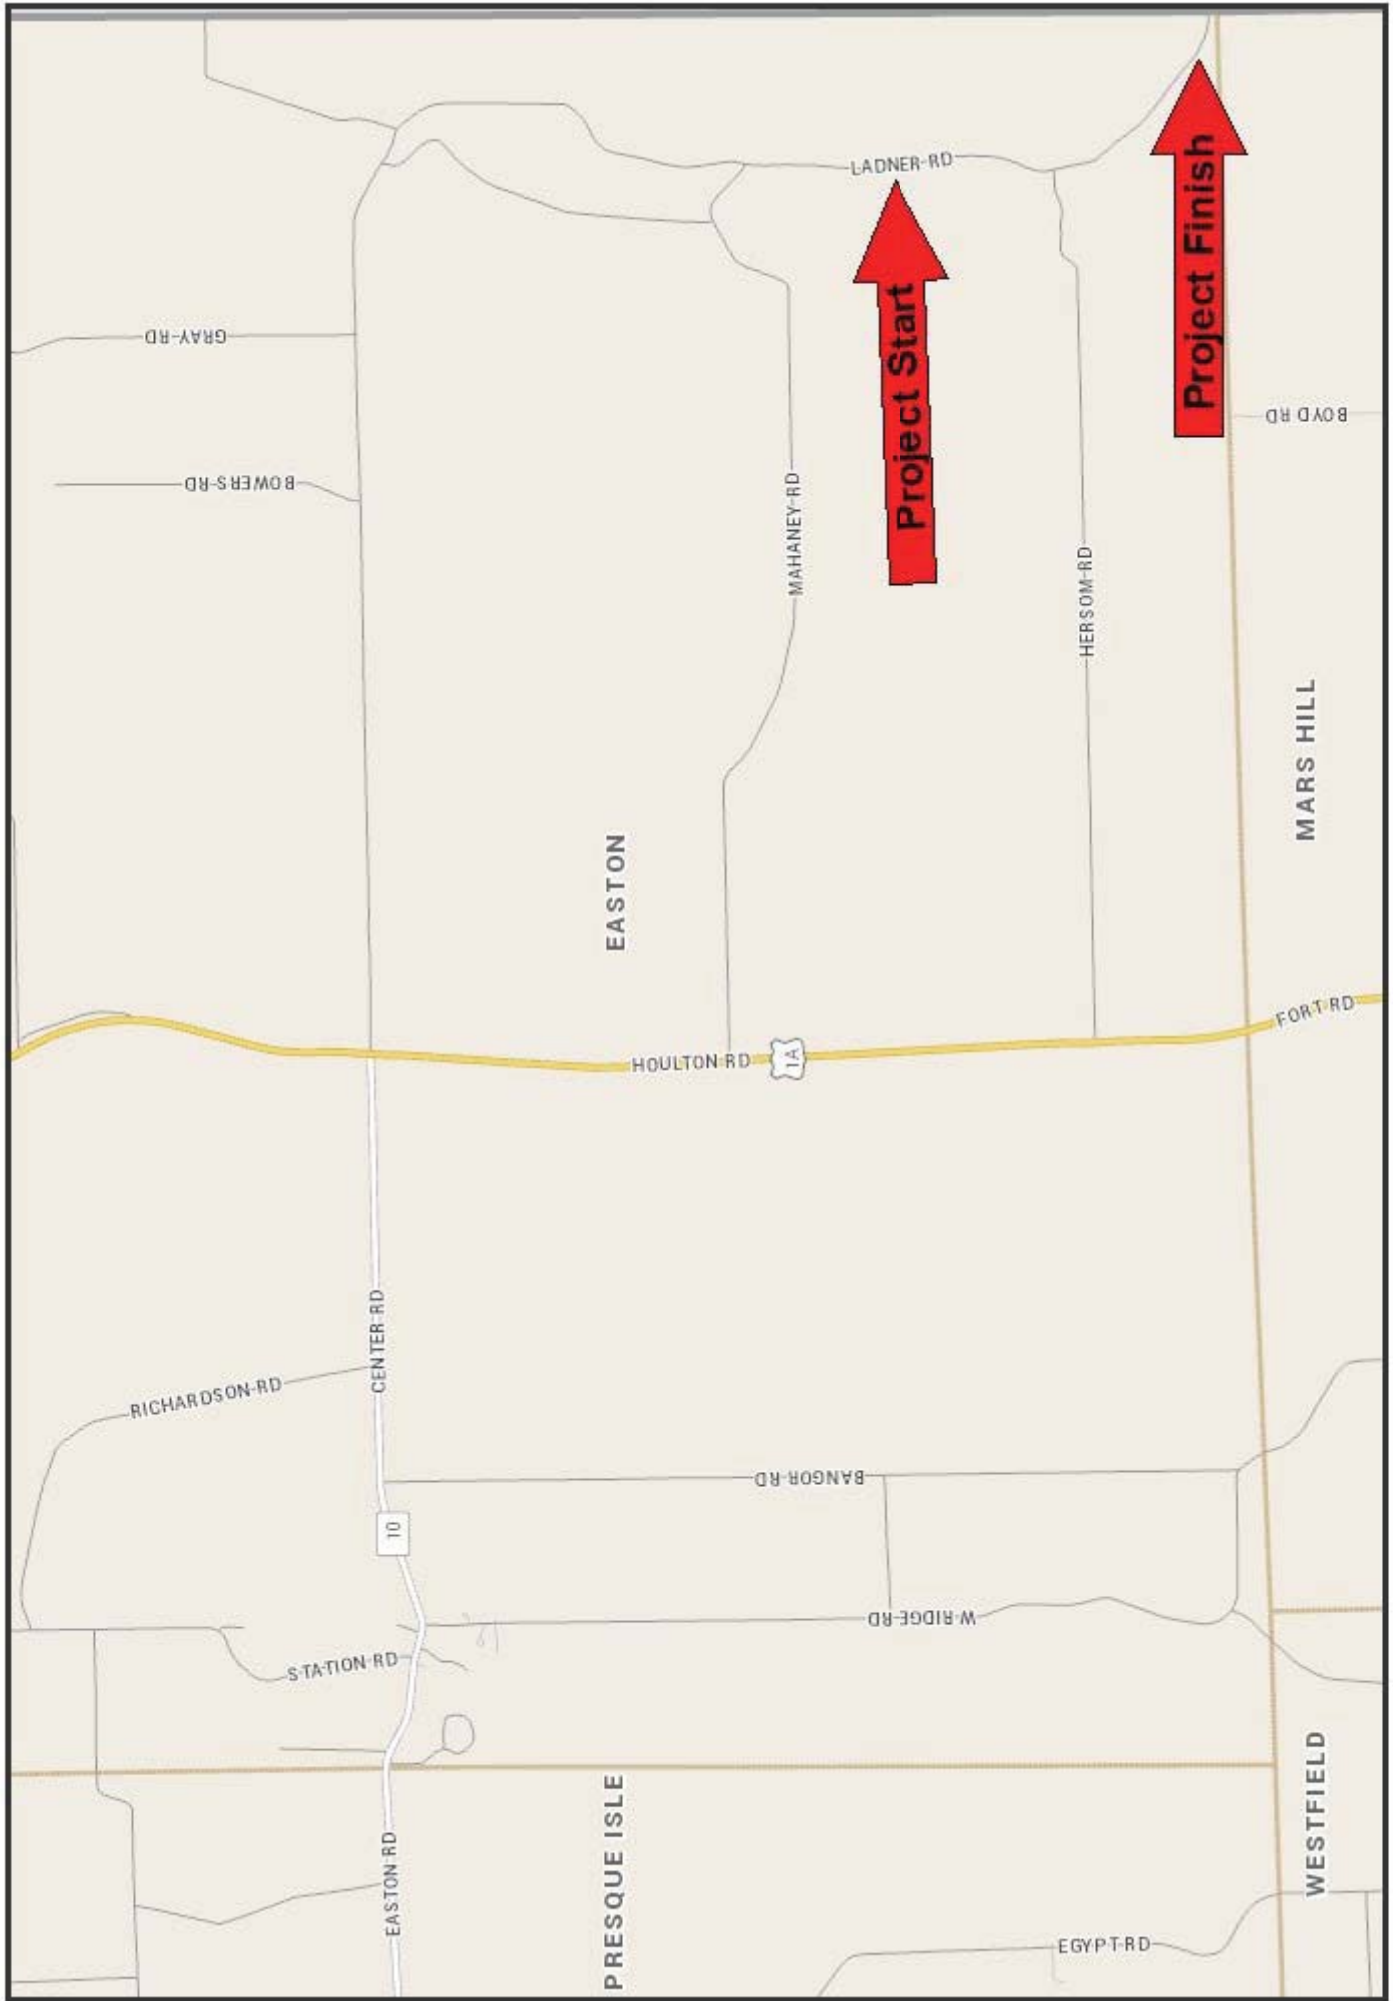 LADNER RD
Project Finish
Project Start
GRAY RD
BOYD RD
BOWERS RD
MAHANEY RD
HERSOM RD
MARS HILL
EASTON
FORT RD
HOULTON RD
1A
CENTER RD
RICHARDSON RD
BANGOR RD
10
W RIDGE RD
STATION RD
WESTFIELD
PRESQUE ISLE
EASTON RD
EGYPT RD